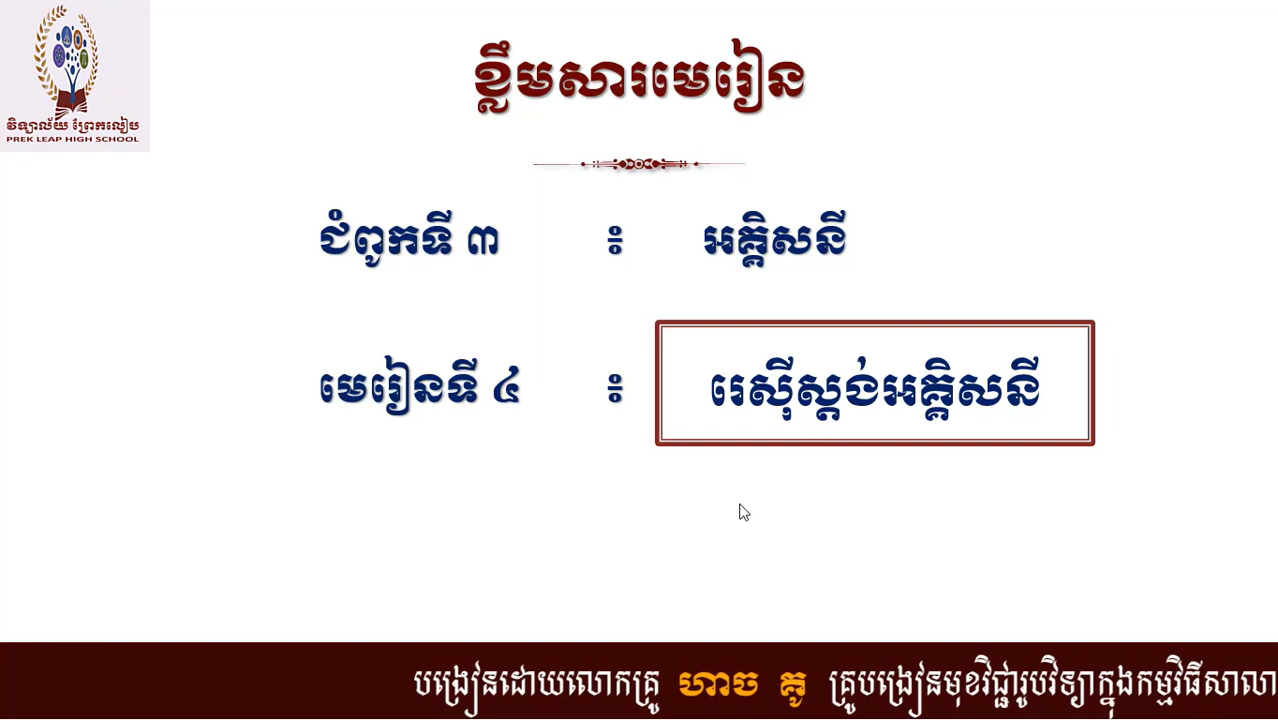 វិទ្យាល័យ ព្រែកលៀប
PREK LEAP HIGH SCHOOL
ខ្លឹមសារមេរៀន
ជំពូកទី ៣ ៖ អគ្គិសនី
មេរៀនទី ៤ ៖ រេស៊ីស្តង់អគ្គិសនី
បង្រៀនដោយលោកគ្រូ ហាច គូ គ្រូបង្រៀនមុខវិជ្ជារូបវិទ្យាក្នុងកម្មវិធីសាលា